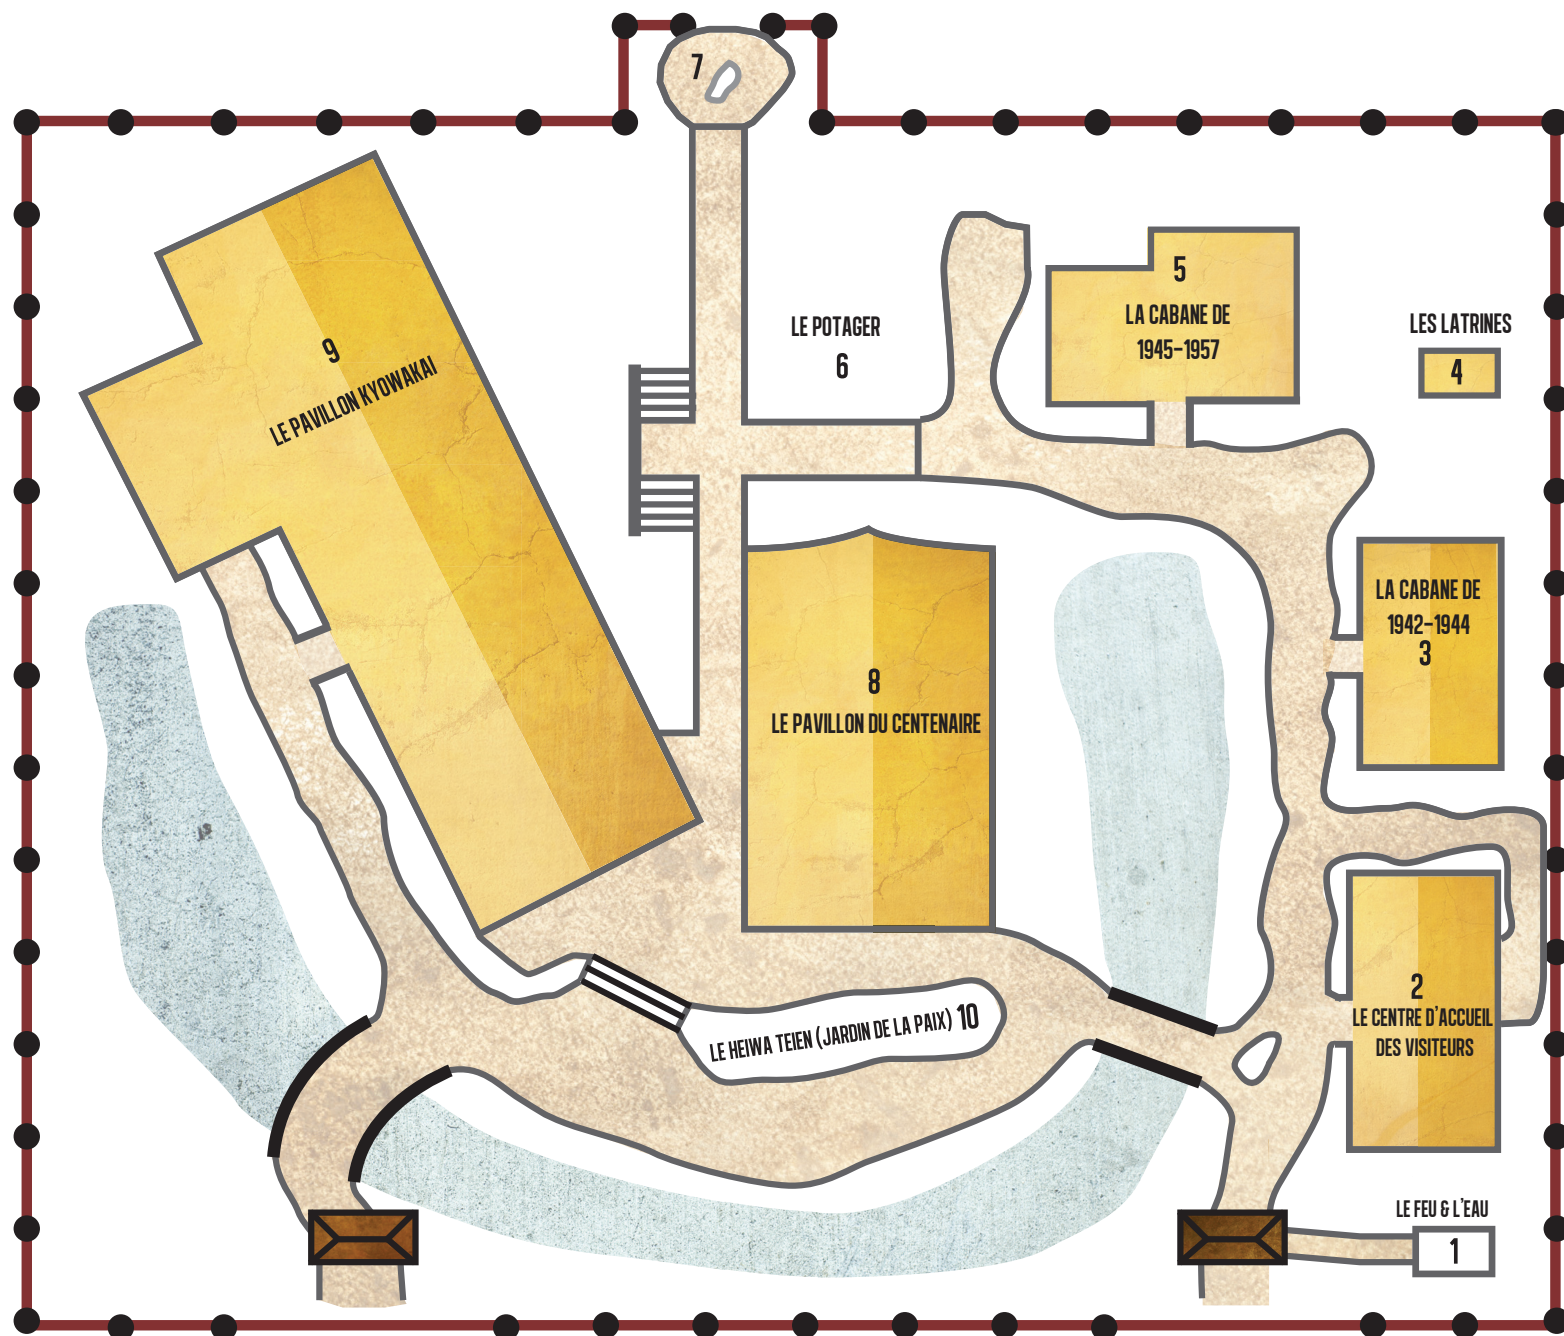 7
9
LE PAVILLON KYOWAKAI
LE POTAGER
6
5
LA CABANE DE
1945-1957
LES LATRINES
4
LA CABANE DE
1942-1944
3
8
LE PAVILLON DU CENTENAIRE
2
LE CENTRE D'ACCUEIL
DES VISITEURS
LE HEIWA TEIEN (JARDIN DE LA PAIX) 10
LE FEU & L'EAU
1